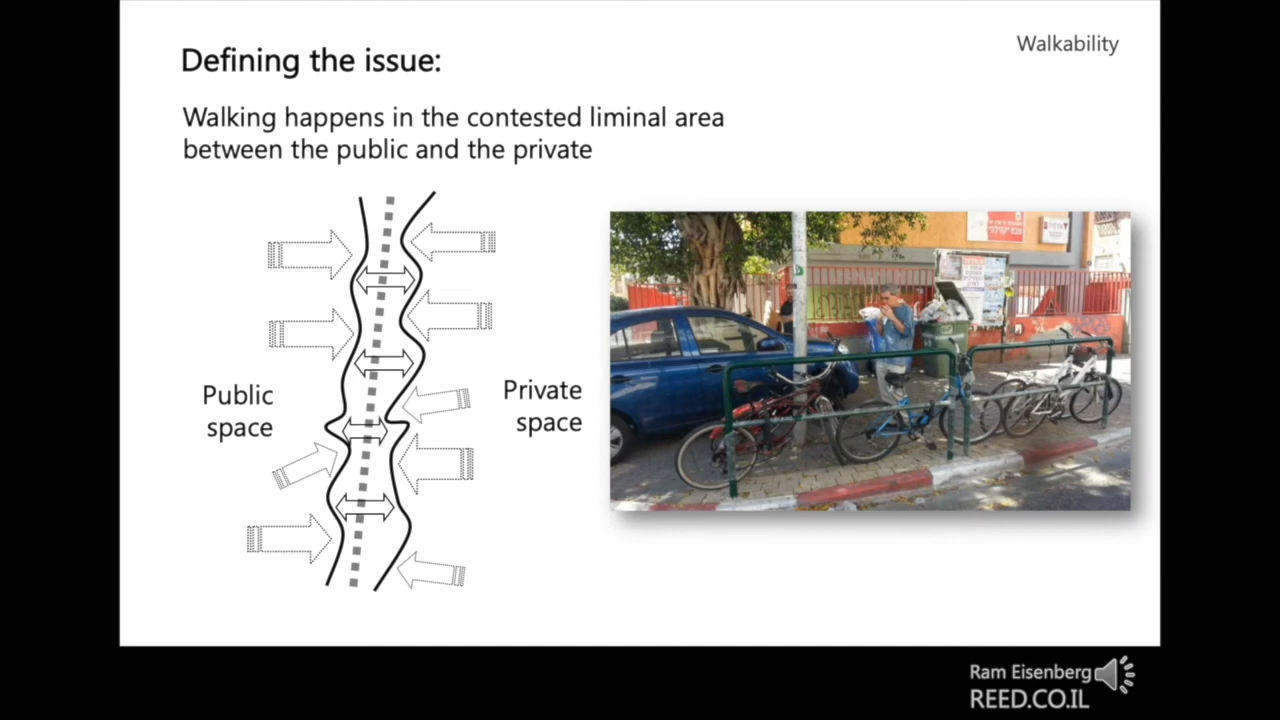 Walkability
Defining the issue:
Walking happens in the contested liminal area
between the public and the private
Public
space
Private
space
Ram Eisenberg
REED.CO.IL